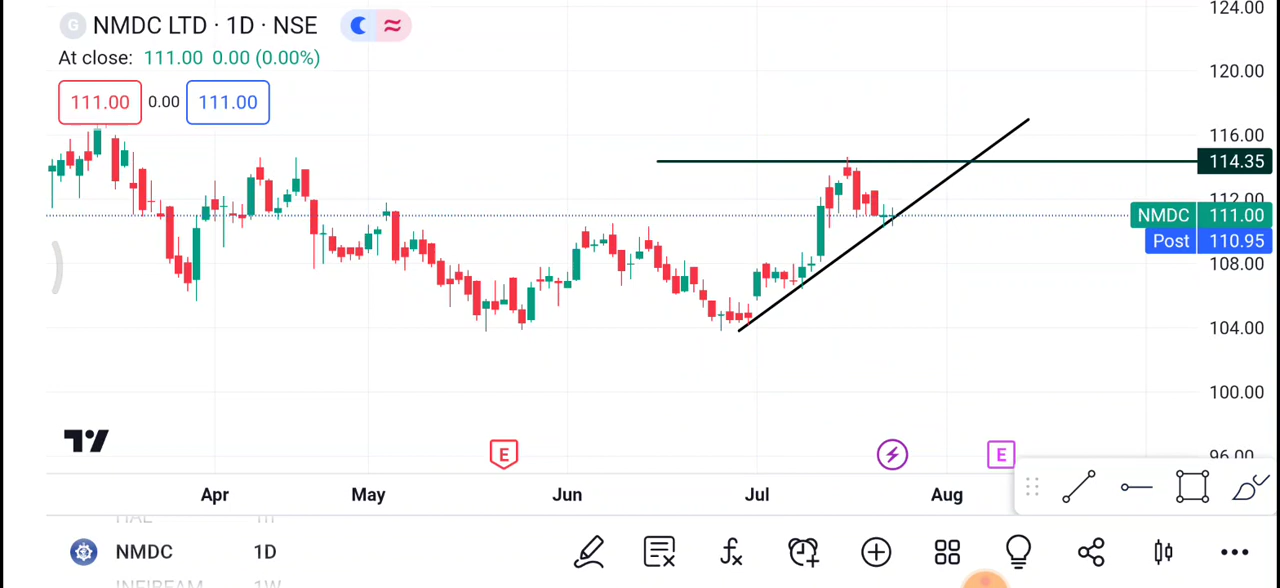 124.00
G NMDC LTD · 1D · NSE
At close: 111.00 0.00 (0.00%)
120.00
111.00 0.00 111.00
116.00
114.35
112.00
NMDC 111.00
Post 110.95
108.00
104.00
100.00
E E
96.00
Apr May Jun Jul Aug
NMDC 1D
INFIBEAM 1W